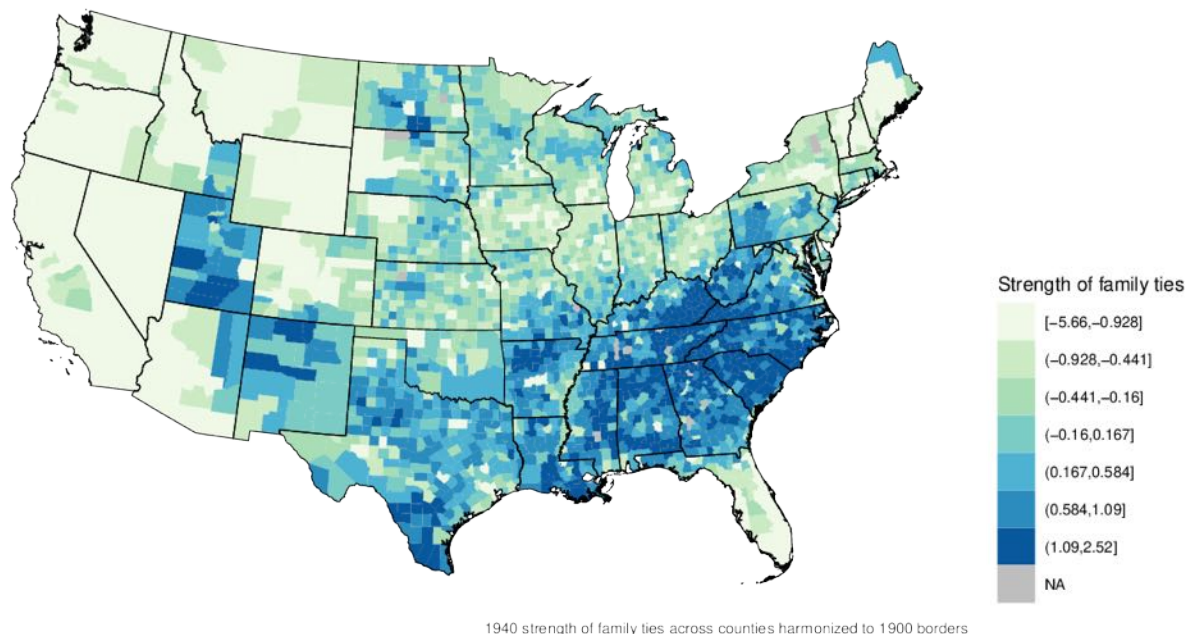 Strength of family ties
[−5.66,−0.928]
(−0.928,−0.441]
(−0.441,−0.16]
(−0.16,0.167]
(0.167,0.584]
(0.584,1.09]
(1.09,2.52]
NA
1940 strength of family ties across counties harmonized to 1900 borders